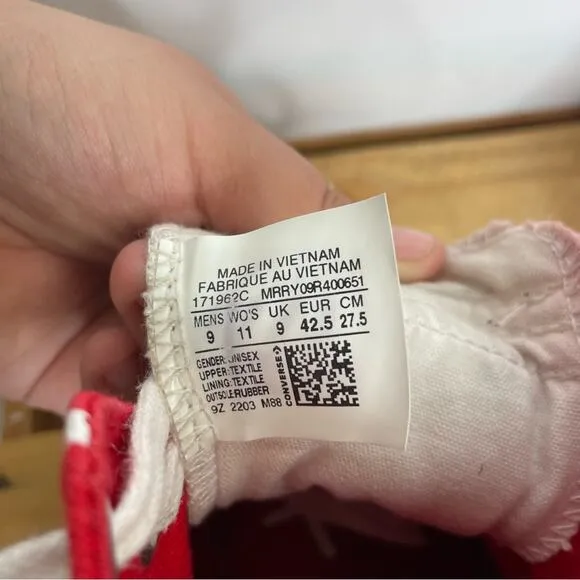 MADE IN VIETNAM
FABRIQUE AU VIETNAM
171962C MRRY09R400651
MENS WO'S UK EUR CM
9 11 9 42.5 27.5
GENDER:UNISEX
UPPER:TEXTILE
LINING:TEXTILE
OUTSOLE:RUBBER
9Z 2203 M88
CONVERSE